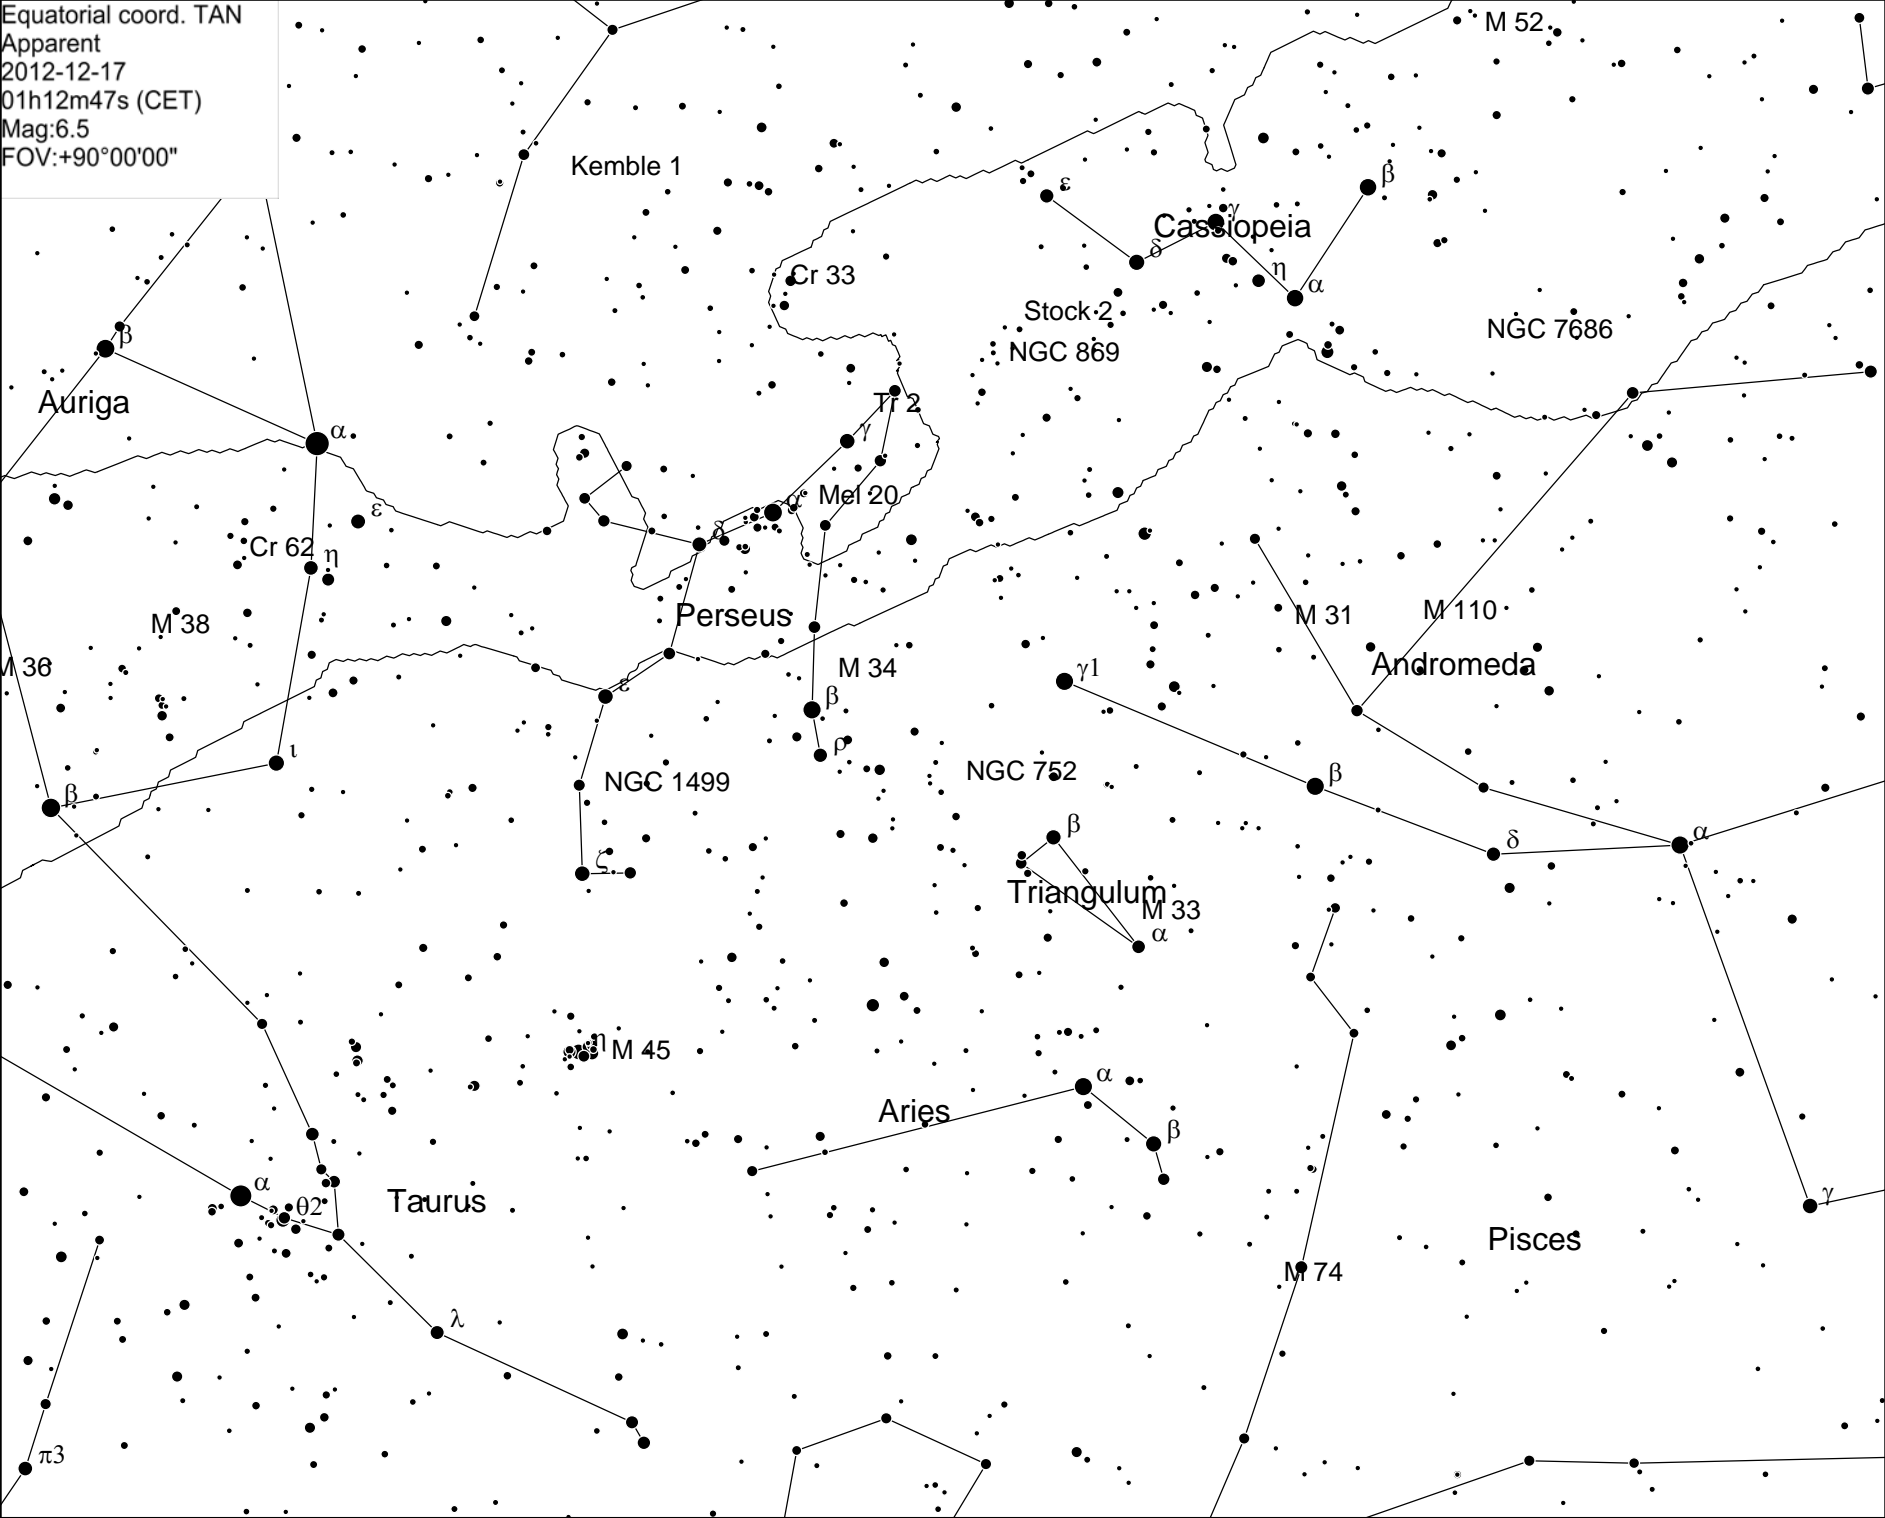 Equatorial coord. TAN
Apparent
2012-12-17
01h12m47s (CET)
Mag:6.5
FOV:+90°00'00"
M 52
Kemble 1
ε
β
γ
Cassiopeia
δ
η
α
Cr 33
Stock 2
NGC 869
NGC 7686
β
Auriga
α
Tr 2
γ
Mel 20
α
δ
ε
Cr 62
η
M 38
Perseus
M 31
M 110
M 36
M 34
γ1
Andromeda
ε
β
ρ
ι
β
NGC 1499
NGC 752
β
β
δ
α
ζ
Triangulum
M 33
α
η
M 45
α
Aries
β
α
θ2
Taurus
γ
Pisces
M 74
λ
π3